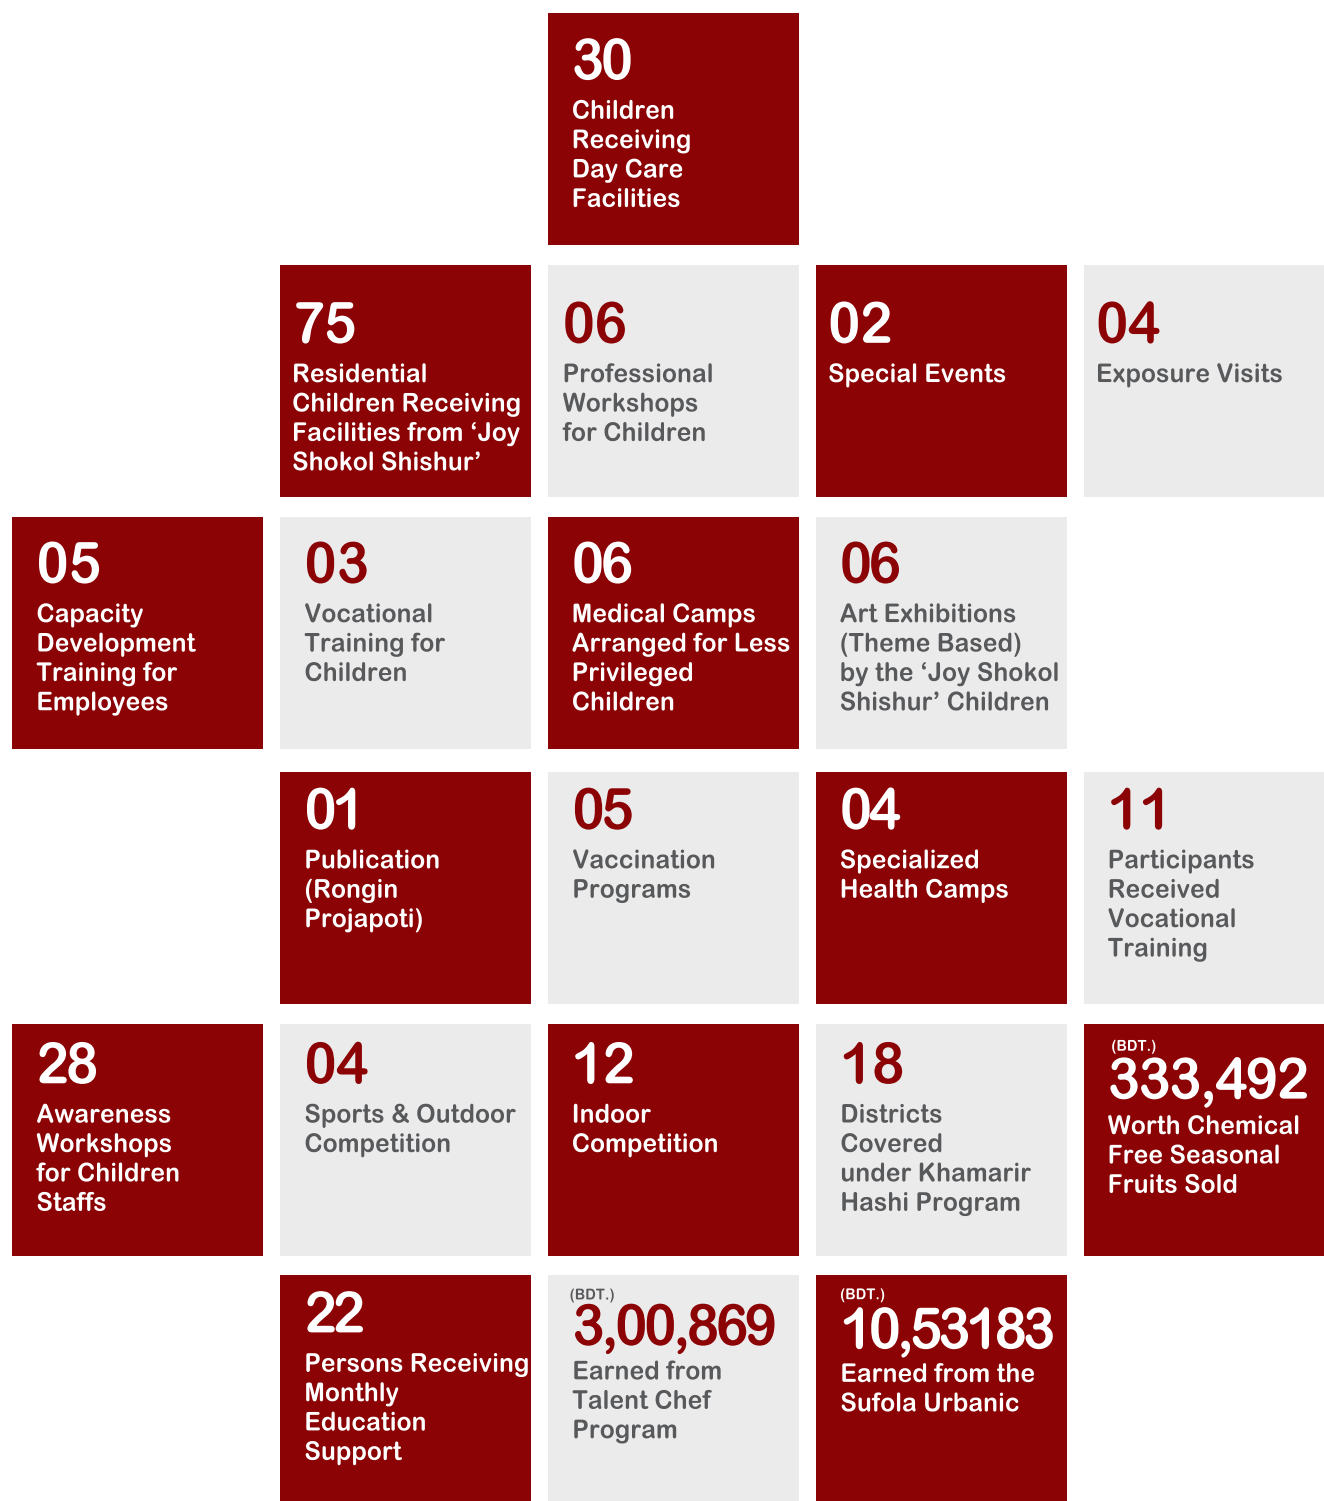 30
Children
Receiving
Day Care
Facilities
75
Residential
Children Receiving
Facilities from ‘Joy
Shokol Shishur’
06
Professional
Workshops
for Children
02
Special Events
04
Exposure Visits
05
Capacity
Development
Training for
Employees
03
Vocational
Training for
Children
06
Medical Camps
Arranged for Less
Privileged
Children
06
Art Exhibitions
(Theme Based)
by the ‘Joy Shokol
Shishur’ Children
01
Publication
(Rongin
Projapoti)
05
Vaccination
Programs
04
Specialized
Health Camps
11
Participants
Received
Vocational
Training
28
Awareness
Workshops
for Children
Staffs
04
Sports & Outdoor
Competition
12
Indoor
Competition
18
Districts
Covered
under Khamarir
Hashi Program
(BDT.)
333,492
Worth Chemical
Free Seasonal
Fruits Sold
22
Persons Receiving
Monthly
Education
Support
(BDT.)
3,00,869
Earned from
Talent Chef
Program
(BDT.)
10,53183
Earned from the
Sufola Urbanic